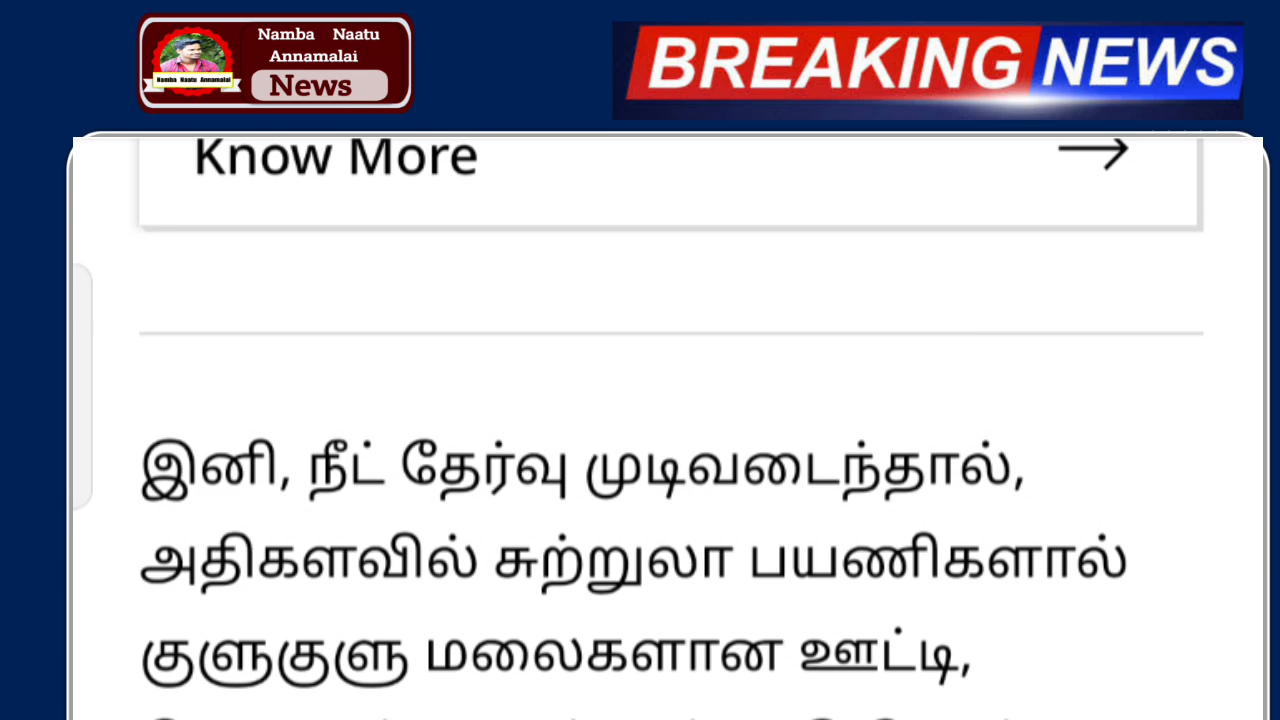 Namba Naatu
Annamalai
News
Namba Naatu Annamalai
BREAKING NEWS
Know More
இனி, நீட் தேர்வு முடிவடைந்தால்,
அதிகளவில் சுற்றுலா பயணிகளால்
குளுகுளு மலைகளான ஊட்டி,